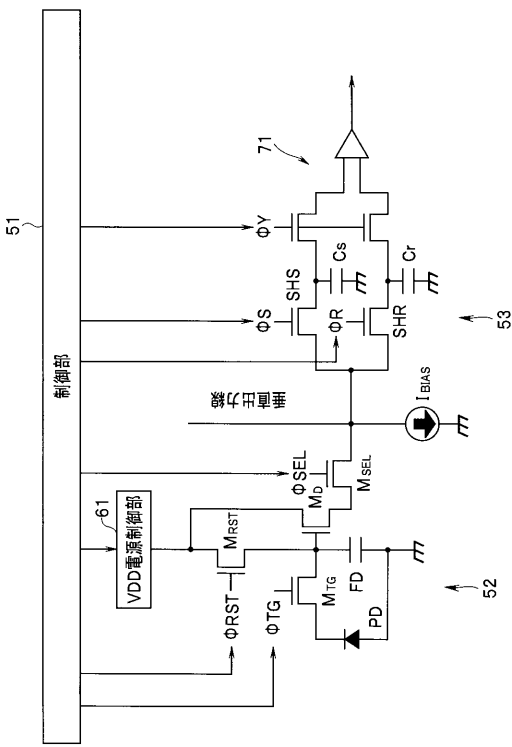 51
制御部
61
VDD電源制御部
ΦRST
ΦTG
MRST
MTG
PD
FD
52
ΦSEL
MD
MSEL
垂直出力線
IBIAS
ΦS
SHS
ΦR
SHR
Cs
Cr
53
ΦY
71